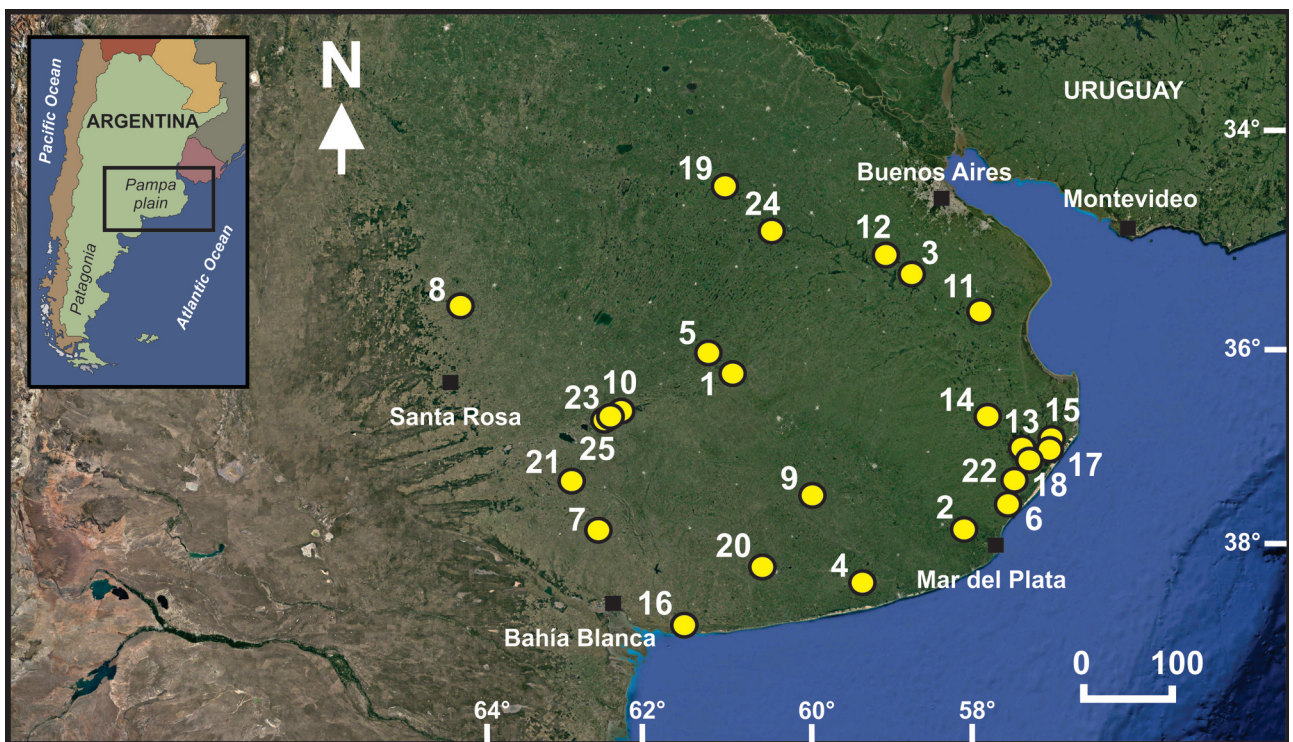 Pacific Ocean
ARGENTINA
Pampa
plain
Patagonia
Atlantic Ocean
N
URUGUAY
34°
Buenos Aires
Montevideo
19
24
12
3
11
8
5
1
36°
Santa Rosa
23
10
25
14
13
15
21
9
22
17
18
6
7
2
38°
20
4
Mar del Plata
16
Bahía Blanca
0
100
64°
62°
60°
58°